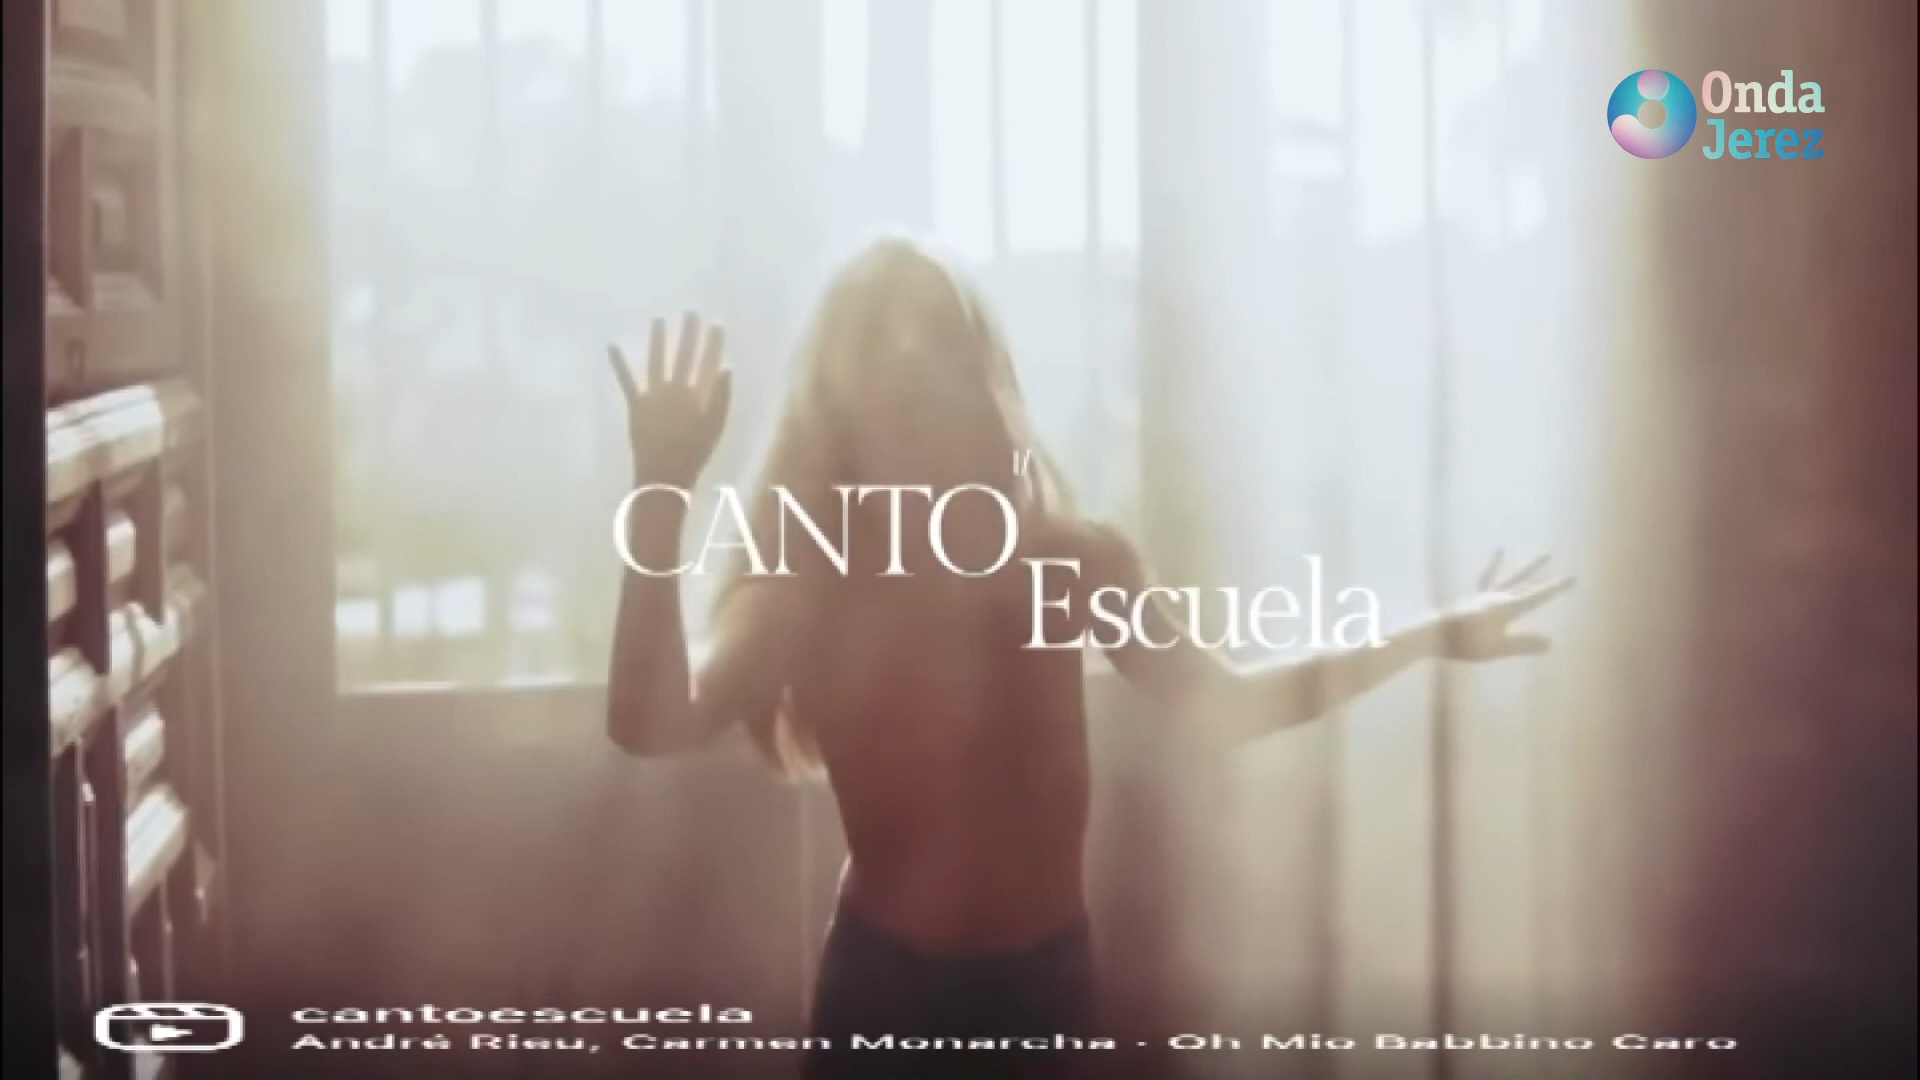 Onda
Jerez
CANTO
Escuela
cantoescuela
André Rieu, Carmen Monarcha · Oh Mio Babbino Caro